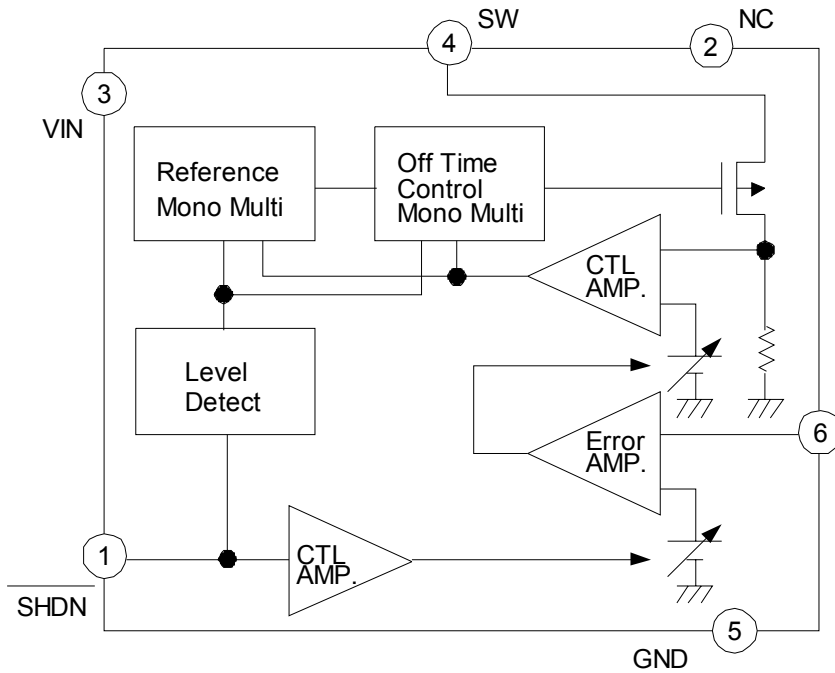 SW
NC
4
2
3
VIN
Reference
Mono Multi
Off Time
Control
Mono Multi
CTL
AMP.
Level
Detect
Error
AMP.
6
1
CTL
AMP.
SHDN
5
GND